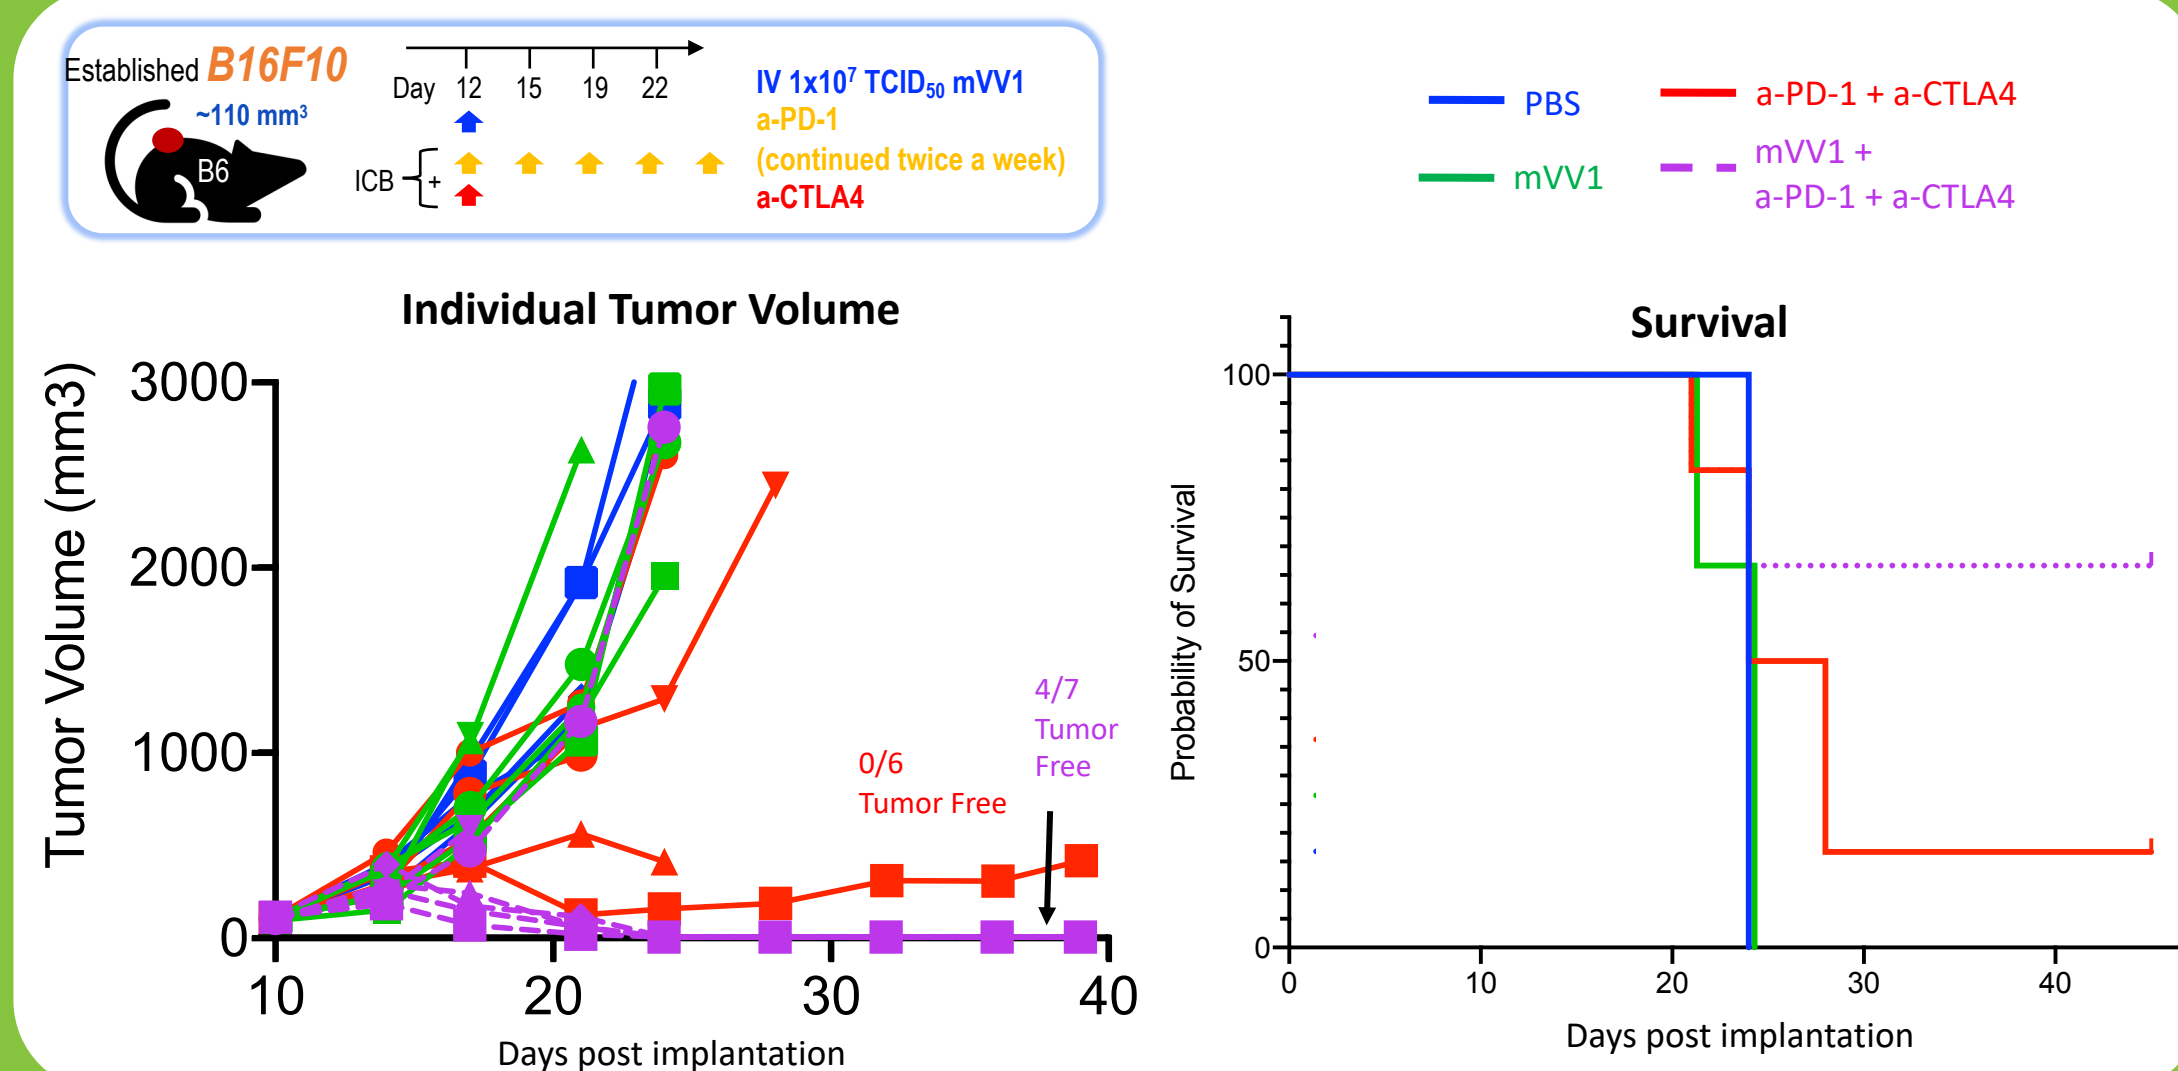 Established B16F10
~110 mm³
B6
Day 12 15 19 22
ICB +
IV 1x10⁷ TCID₅₀ mVV1
a-PD-1
(continued twice a week)
a-CTLA4
PBS
mVV1
a-PD-1 + a-CTLA4
mVV1 +
a-PD-1 + a-CTLA4
Individual Tumor Volume
Tumor Volume (mm3)
3000
2000
1000
0
10 20 30 40
Days post implantation
0/6
Tumor Free
4/7
Tumor
Free
Survival
Probability of Survival
100
50
0
0 10 20 30 40
Days post implantation